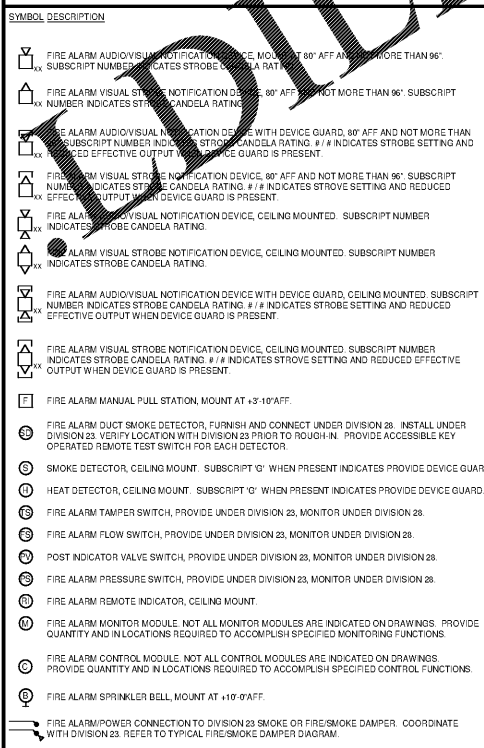 SYMBOL DESCRIPTION
FIRE ALARM AUDIO/VISUAL NOTIFICATION DEVICE, MOUNT AT 80" AFF AND NOT MORE THAN 96".
XX SUBSCRIPT NUMBER INDICATES STROBE CANDELA RATING.
FIRE ALARM VISUAL STROBE NOTIFICATION DEVICE, 80" AFF AND NOT MORE THAN 96". SUBSCRIPT
XX NUMBER INDICATES STROBE CANDELA RATING.
FIRE ALARM AUDIO/VISUAL NOTIFICATION DEVICE WITH DEVICE GUARD, 80" AFF AND NOT MORE THAN
SUBSCRIPT NUMBER INDICATES STROBE CANDELA RATING. # / # INDICATES STROBE SETTING AND
XX REDUCED EFFECTIVE OUTPUT WHEN DEVICE GUARD IS PRESENT.
FIRE ALARM VISUAL STROBE NOTIFICATION DEVICE, 80" AFF AND NOT MORE THAN 96". SUBSCRIPT
NUMBER INDICATES STROBE CANDELA RATING. # / # INDICATES STROVE SETTING AND REDUCED
XX EFFECTIVE OUTPUT WHEN DEVICE GUARD IS PRESENT.
FIRE ALARM AUDIO/VISUAL NOTIFICATION DEVICE, CEILING MOUNTED. SUBSCRIPT NUMBER
XX INDICATES STROBE CANDELA RATING.
FIRE ALARM VISUAL STROBE NOTIFICATION DEVICE, CEILING MOUNTED. SUBSCRIPT NUMBER
XX INDICATES STROBE CANDELA RATING.
FIRE ALARM AUDIO/VISUAL NOTIFICATION DEVICE WITH DEVICE GUARD, CEILING MOUNTED. SUBSCRIPT
XX NUMBER INDICATES STROBE CANDELA RATING. # / # INDICATES STROBE SETTING AND REDUCED
EFFECTIVE OUTPUT WHEN DEVICE GUARD IS PRESENT.
FIRE ALARM VISUAL STROBE NOTIFICATION DEVICE, CEILING MOUNTED. SUBSCRIPT NUMBER
INDICATES STROBE CANDELA RATING. # / # INDICATES STROVE SETTING AND REDUCED EFFECTIVE
XX OUTPUT WHEN DEVICE GUARD IS PRESENT.
F FIRE ALARM MANUAL PULL STATION, MOUNT AT +3'-10"AFF.
FIRE ALARM DUCT SMOKE DETECTOR, FURNISH AND CONNECT UNDER DIVISION 28. INSTALL UNDER
SD DIVISION 23. VERIFY LOCATION WITH DIVISION 23 PRIOR TO ROUGH-IN. PROVIDE ACCESSIBLE KEY
OPERATED REMOTE TEST SWITCH FOR EACH DETECTOR.
S SMOKE DETECTOR, CEILING MOUNT. SUBSCRIPT 'G' WHEN PRESENT INDICATES PROVIDE DEVICE GUAR
H HEAT DETECTOR, CEILING MOUNT. SUBSCRIPT 'G' WHEN PRESENT INDICATES PROVIDE DEVICE GUARD.
TS FIRE ALARM TAMPER SWITCH, PROVIDE UNDER DIVISION 23, MONITOR UNDER DIVISION 28.
FS FIRE ALARM FLOW SWITCH, PROVIDE UNDER DIVISION 23, MONITOR UNDER DIVISION 28.
PV POST INDICATOR VALVE SWITCH, PROVIDE UNDER DIVISION 23, MONITOR UNDER DIVISION 28.
PS FIRE ALARM PRESSURE SWITCH, PROVIDE UNDER DIVISION 23, MONITOR UNDER DIVISION 28.
RI FIRE ALARM REMOTE INDICATOR, CEILING MOUNT.
M FIRE ALARM MONITOR MODULE. NOT ALL MONITOR MODULES ARE INDICATED ON DRAWINGS. PROVIDE
QUANTITY AND IN LOCATIONS REQUIRED TO ACCOMPLISH SPECIFIED MONITORING FUNCTIONS.
FIRE ALARM CONTROL MODULE. NOT ALL CONTROL MODULES ARE INDICATED ON DRAWINGS.
C PROVIDE QUANTITY AND IN LOCATIONS REQUIRED TO ACCOMPLISH SPECIFIED CONTROL FUNCTIONS.
B FIRE ALARM SPRINKLER BELL, MOUNT AT +10'-0"AFF.
FIRE ALARM/POWER CONNECTION TO DIVISION 23 SMOKE OR FIRE/SMOKE DAMPER. COORDINATE
WITH DIVISION 23. REFER TO TYPICAL FIRE/SMOKE DAMPER DIAGRAM.